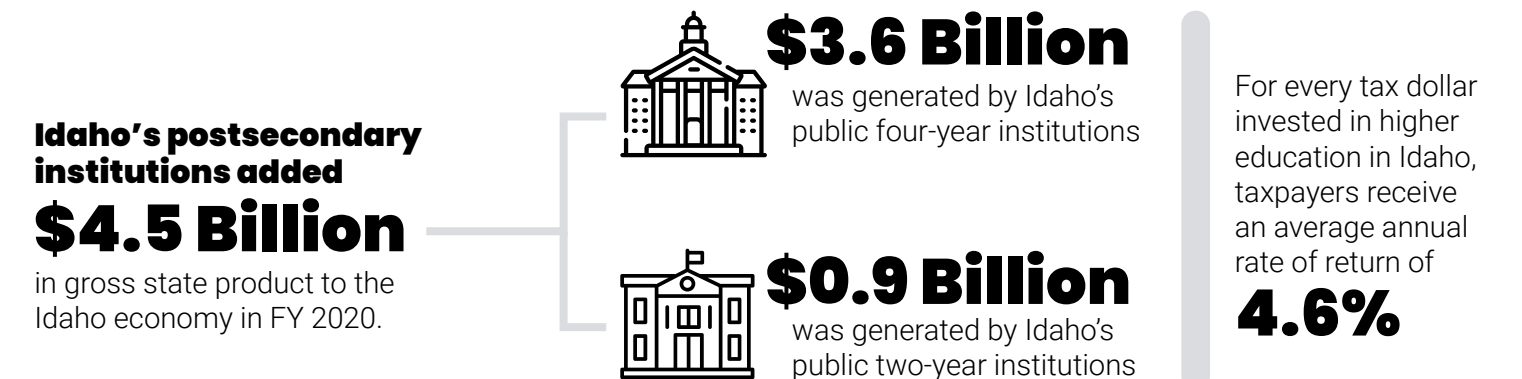 Idaho's postsecondary
institutions added
$4.5 Billion
in gross state product to the
Idaho economy in FY 2020.
$3.6 Billion
was generated by Idaho's
public four-year institutions
$0.9 Billion
was generated by Idaho's
public two-year institutions
For every tax dollar
invested in higher
education in Idaho,
taxpayers receive
an average annual
rate of return of
4.6%